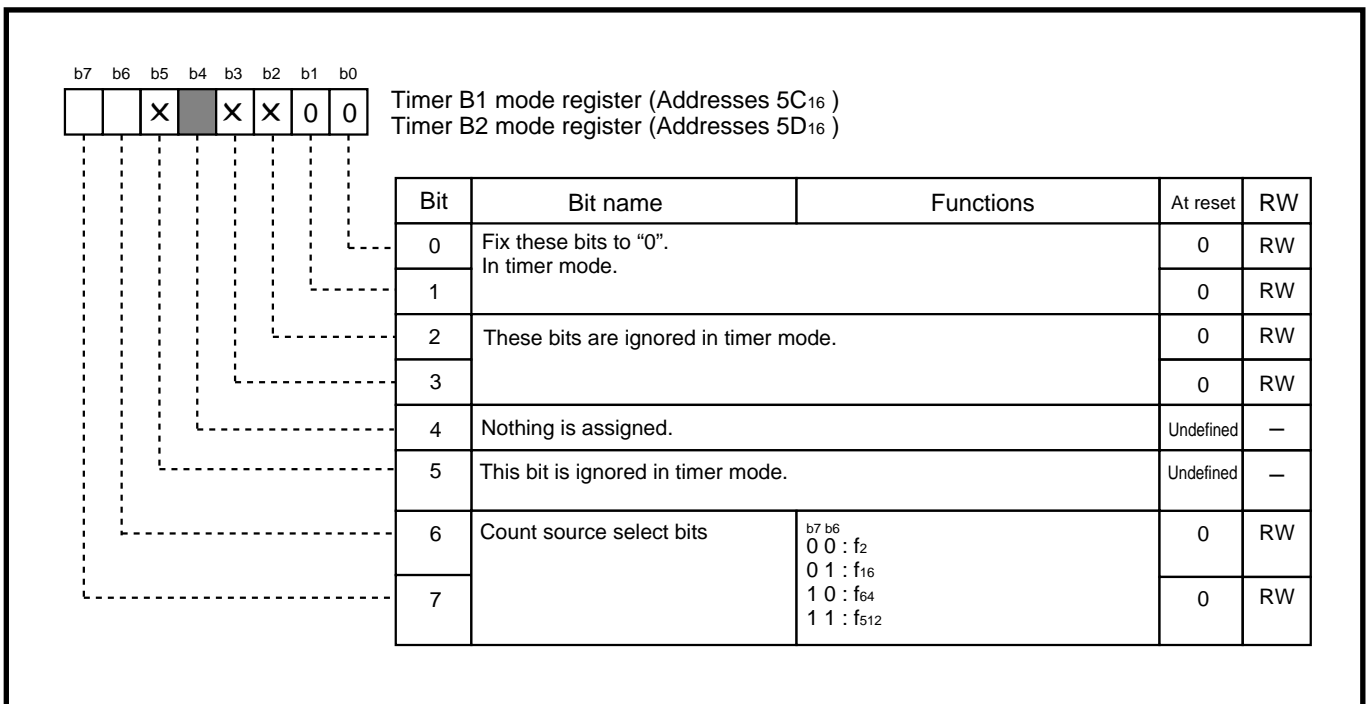 b7 b6 b5 b4 b3 b2 b1 b0
X X X 0 0
Timer B1 mode register (Addresses 5C16 )
Timer B2 mode register (Addresses 5D16 )
Bit Bit name Functions At reset RW
0 Fix these bits to “0”. 0 RW
In timer mode.
1 0 RW
2 These bits are ignored in timer mode. 0 RW
3 0 RW
4 Nothing is assigned. Undefined –
5 This bit is ignored in timer mode. Undefined –
6 Count source select bits b7 b6 0 RW
0 0 : f2
0 1 : f16
7 1 0 : f64 0 RW
1 1 : f512